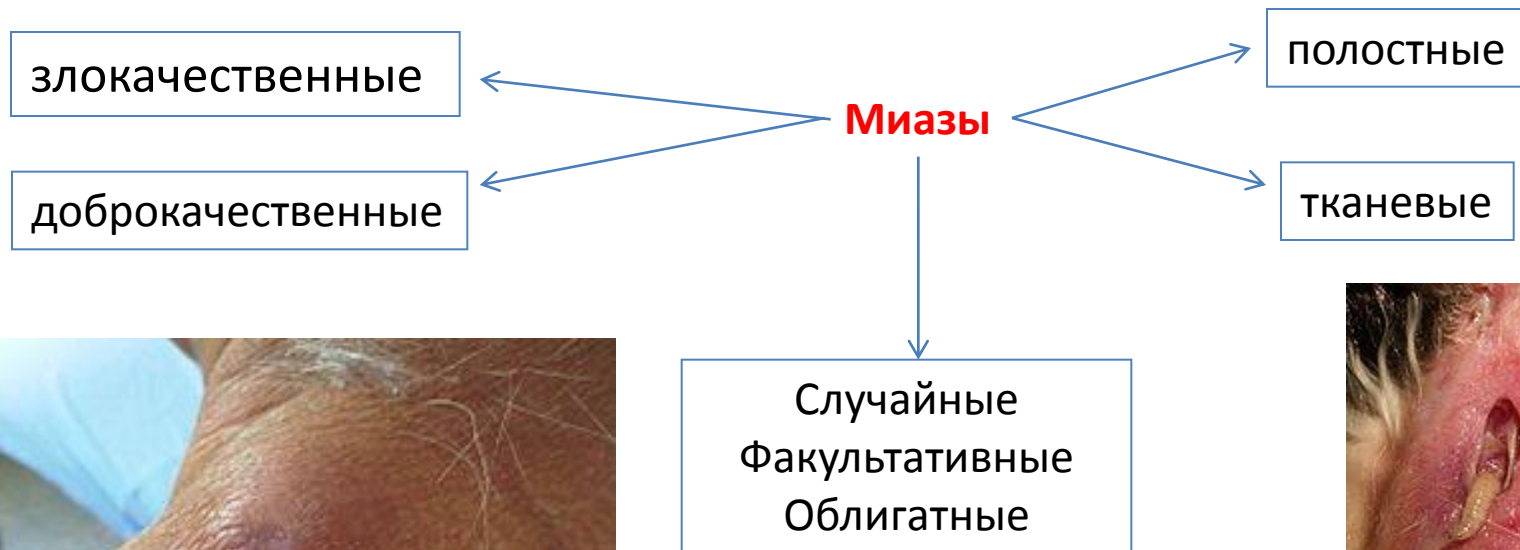 злокачественные
полостные
Миазы
доброкачественные
тканевые
Случайные
Факультативные
Облигатные